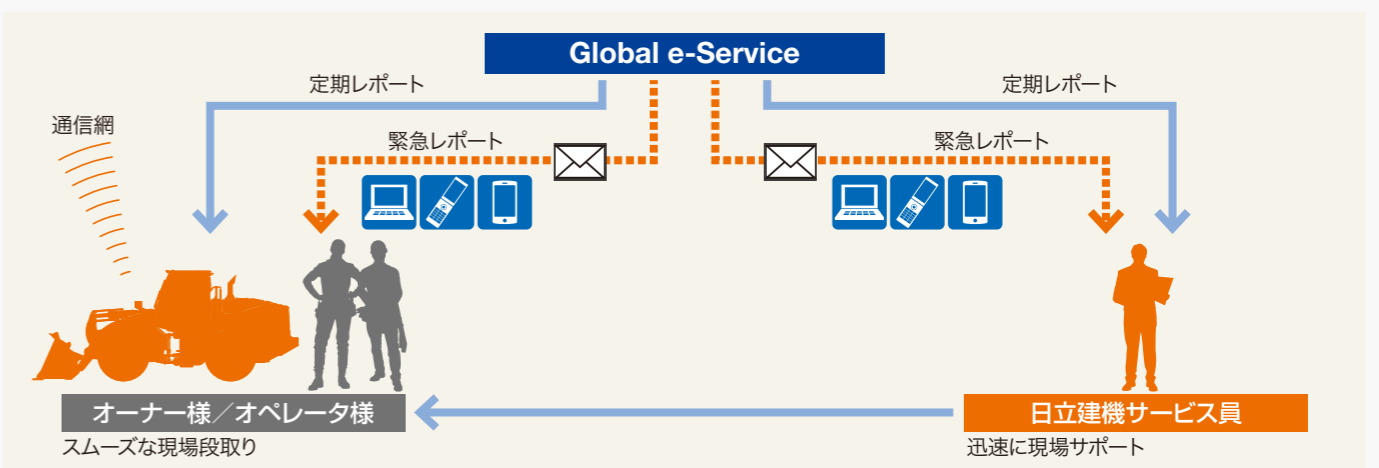 Global e-Service
定期レポート
定期レポート
通信網
緊急レポート
緊急レポート
オーナー様／オペレータ様
日立建機サービス員
スムーズな現場段取り
迅速に現場サポート